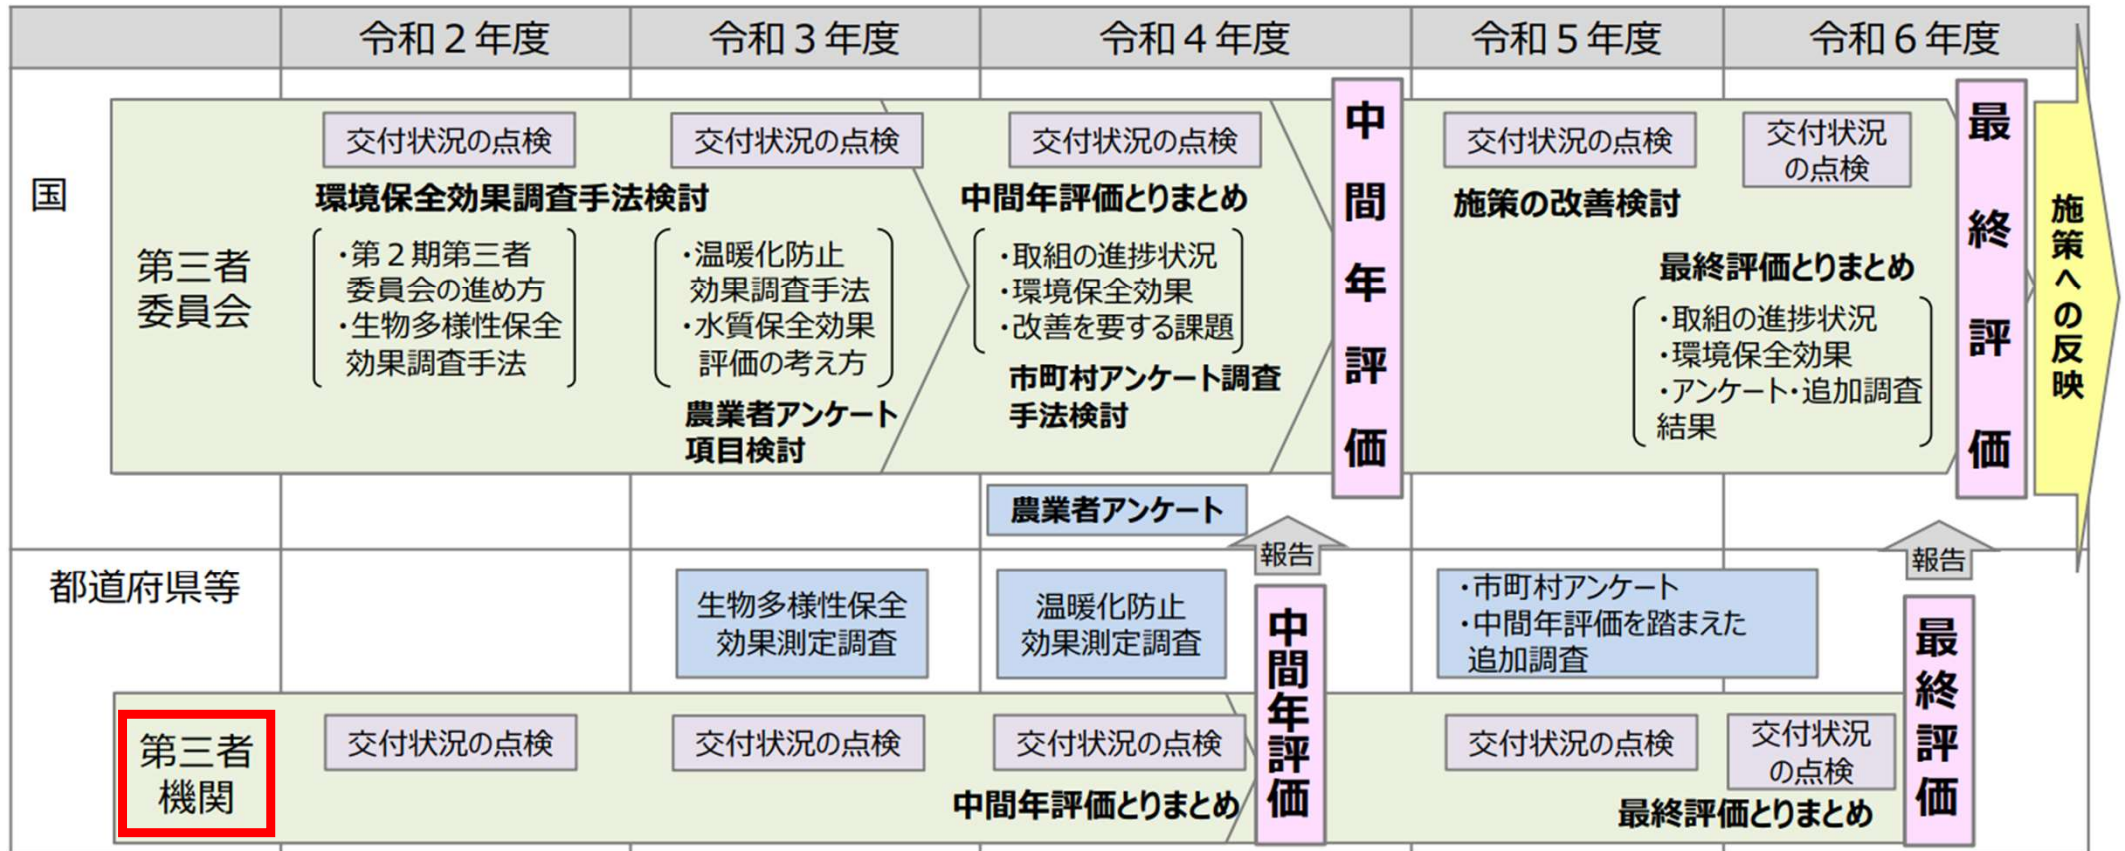 令和２年度
令和３年度
令和４年度
令和５年度
令和６年度
国
第三者
委員会
交付状況の点検
環境保全効果調査手法検討
・第２期第三者
委員会の進め方
・生物多様性保全
効果調査手法
交付状況の点検
・温暖化防止
効果調査手法
・水質保全効果
評価の考え方
農業者アンケート
項目検討
交付状況の点検
中間年評価とりまとめ
・取組の進捗状況
・環境保全効果
・改善を要する課題
市町村アンケート調査
手法検討
農業者アンケート
中間年評価
交付状況の点検
施策の改善検討
交付状況
の点検
最終評価とりまとめ
・取組の進捗状況
・環境保全効果
・アンケート・追加調査
結果
最終評価
施策への反映
報告
報告
都道府県等
生物多様性保全
効果測定調査
温暖化防止
効果測定調査
・市町村アンケート
・中間年評価を踏まえた
追加調査
第三者
機関
交付状況の点検
交付状況の点検
交付状況の点検
中間年評価とりまとめ
中間年評価
交付状況の点検
交付状況
の点検
最終評価とりまとめ
最終評価